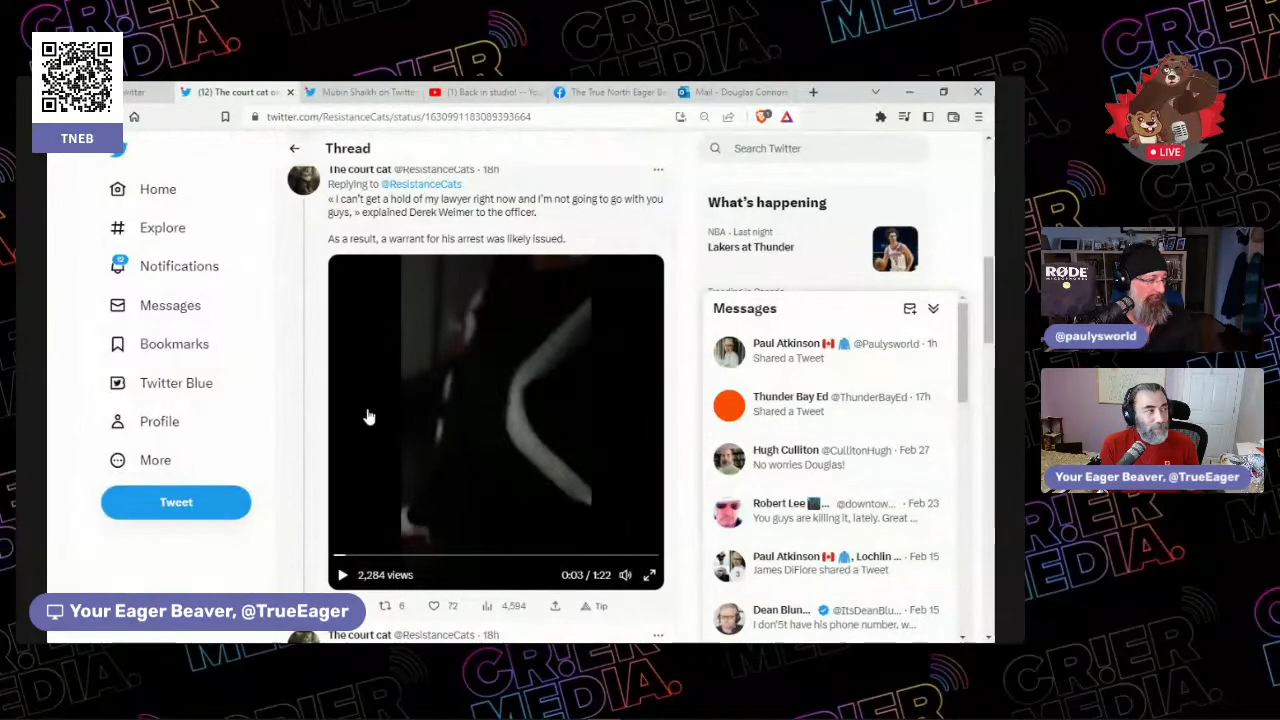 CR!ER
MEDIA.
TNEB
LIVE
(12) The court cat o
Mubin Shaikh on Twitte
(1) Back in studio! -- Yo
The True North Eager Be
Mail - Douglas Connors
twitter.com/ResistanceCats/status/1630991183089393664
Home
Explore
12
Notifications
Messages
Bookmarks
Twitter Blue
Profile
More
Tweet
Thread
The court cat @ResistanceCats · 18h
Replying to @ResistanceCats
« I can't get a hold of my lawyer right now and I'm not going to go with you
guys, » explained Derek Weimer to the officer.
As a result, a warrant for his arrest was likely issued.
2,284 views
0:03 / 1:22
6
72
4,594
Tip
The court cat @ResistanceCats · 18h
Search Twitter
What's happening
NBA · Last night
Lakers at Thunder
Messages
Paul Atkinson @Paulysworld · 1h
Shared a Tweet
Thunder Bay Ed @ThunderBayEd · 17h
Shared a Tweet
Hugh Culliton @CullitonHugh · Feb 27
No worries Douglas!
Robert Lee ... @downtow... · Feb 23
You guys are killing it, lately. Great ...
Paul Atkinson , Lochlin ... · Feb 15
James DiFiore shared a Tweet
Dean Blun... @ItsDeanBlu... · Feb 15
I don'5t have his phone number, w...
RØDE
MICROPHONES
@paulysworld
Your Eager Beaver, @TrueEager
Your Eager Beaver, @TrueEager